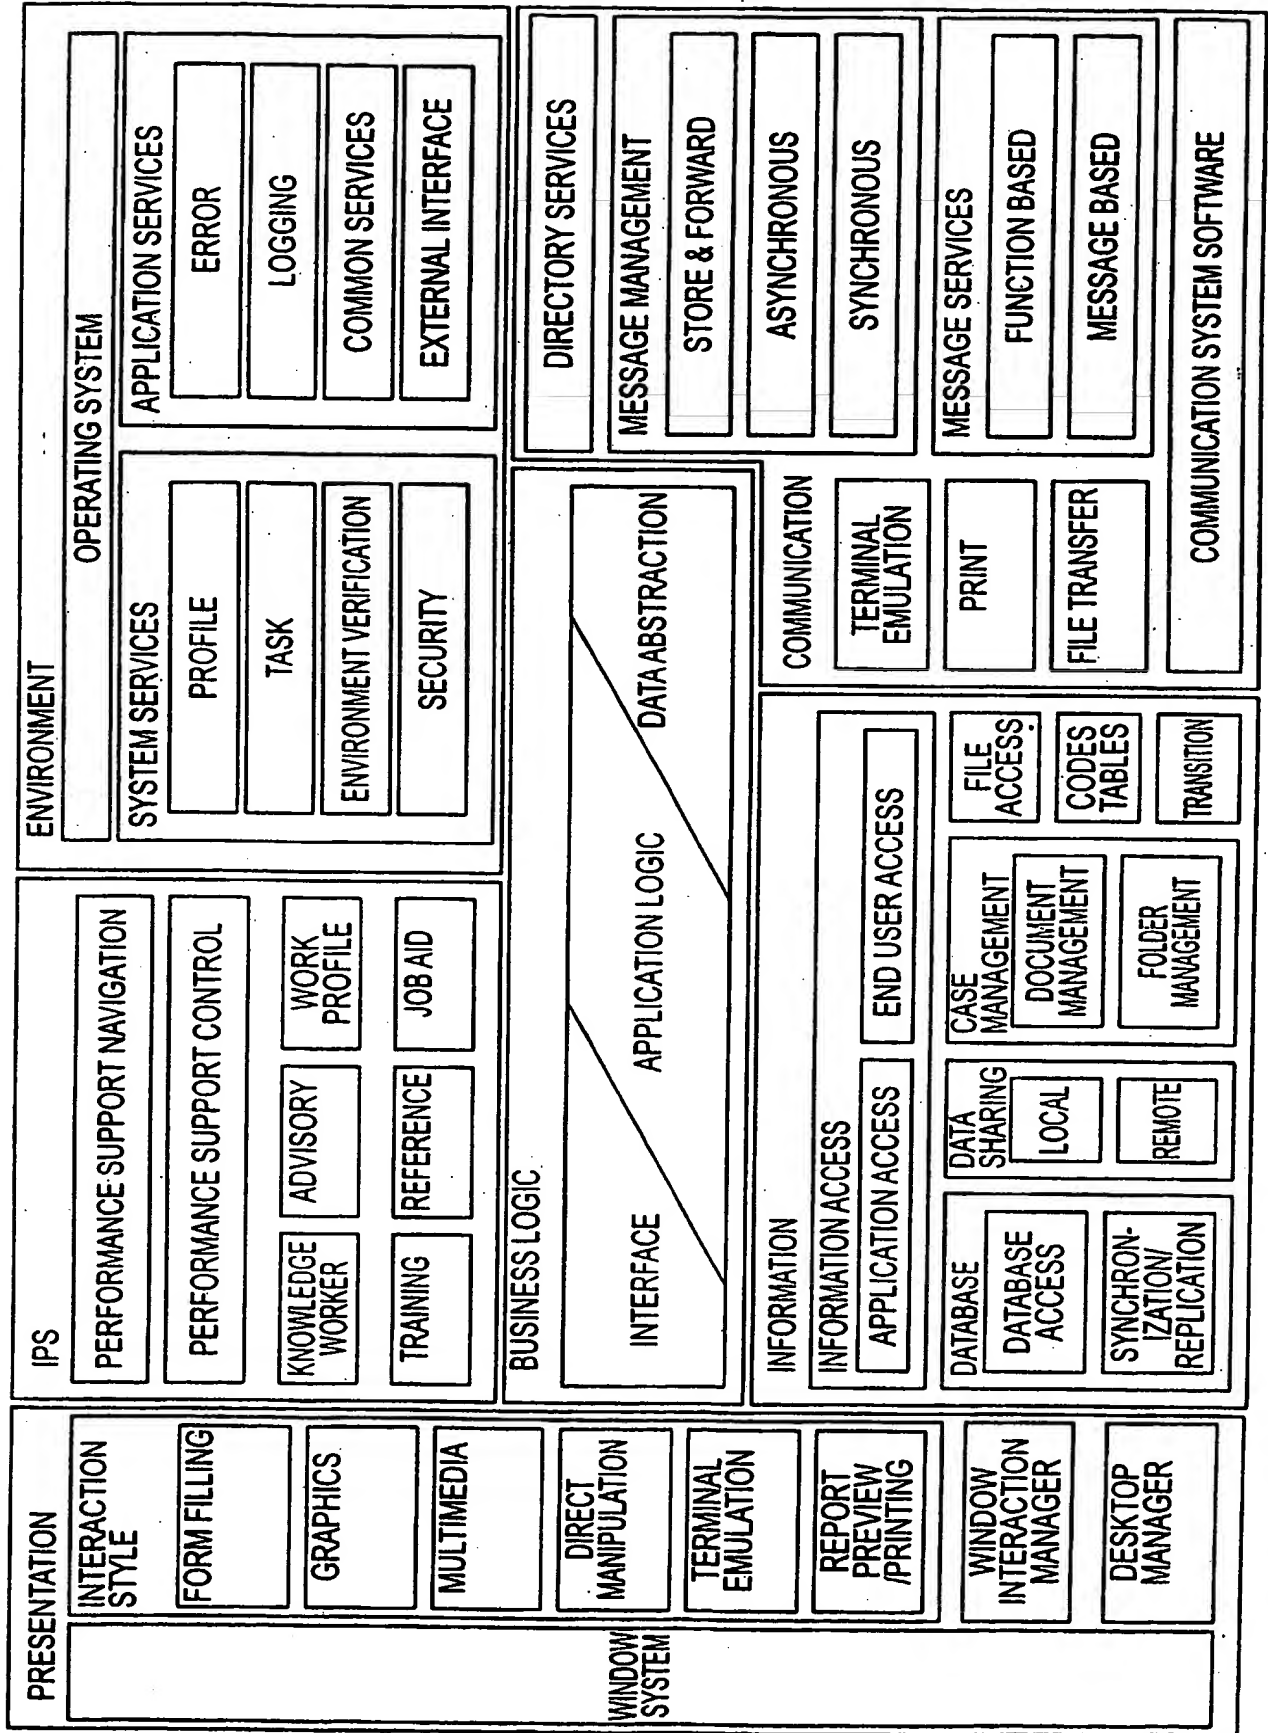 PRESENTATION
WINDOW
SYSTEM
INTERACTION
STYLE
FORM FILLING
GRAPHICS
MULTIMEDIA
DIRECT
MANIPULATION
TERMINAL
EMULATION
REPORT
PREVIEW
/PRINTING
WINDOW
INTERACTION
MANAGER
DESKTOP
MANAGER
IPS
PERFORMANCE SUPPORT NAVIGATION
PERFORMANCE SUPPORT CONTROL
KNOWLEDGE
WORKER
ADVISORY
WORK
PROFILE
TRAINING
REFERENCE
JOB AID
ENVIRONMENT
OPERATING SYSTEM
SYSTEM SERVICES
PROFILE
TASK
ENVIRONMENT VERIFICATION
SECURITY
APPLICATION SERVICES
ERROR
LOGGING
COMMON SERVICES
EXTERNAL INTERFACE
BUSINESS LOGIC
INTERFACE
APPLICATION LOGIC
DATA ABSTRACTION
INFORMATION
INFORMATION ACCESS
APPLICATION ACCESS
END USER ACCESS
DATABASE
DATABASE
ACCESS
SYNCHRON-
IZATION/
REPLICATION
DATA
SHARING
LOCAL
REMOTE
CASE
MANAGEMENT
DOCUMENT
MANAGEMENT
FOLDER
MANAGEMENT
FILE
ACCESS
CODES
TABLES
TRANSITION
COMMUNICATION
TERMINAL
EMULATION
PRINT
FILE TRANSFER
DIRECTORY SERVICES
MESSAGE MANAGEMENT
STORE & FORWARD
ASYNCHRONOUS
SYNCHRONOUS
MESSAGE SERVICES
FUNCTION BASED
MESSAGE BASED
COMMUNICATION SYSTEM SOFTWARE